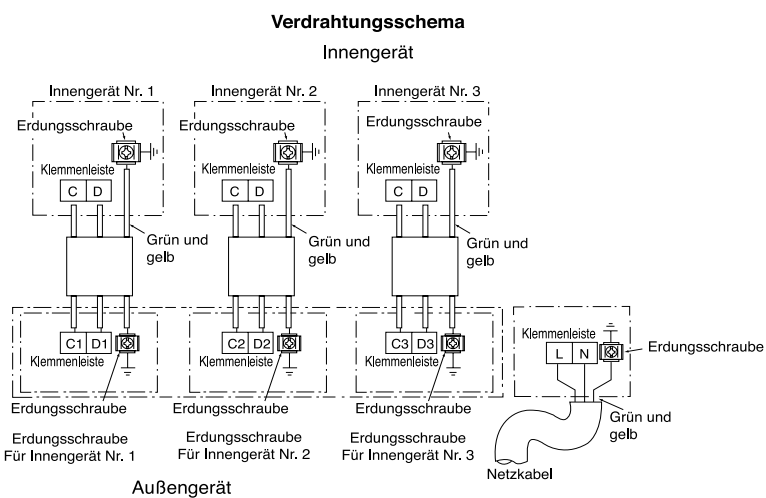 Verdrahtungsschema
Innengerät
Innengerät Nr. 1
Innengerät Nr. 2
Innengerät Nr. 3
Erdungsschraube
Erdungsschraube
Erdungsschraube
Klemmenleiste
Klemmenleiste
Klemmenleiste
C D
C D
C D
Grün und
gelb
Grün und
gelb
Grün und
gelb
C1 D1
C2 D2
C3 D3
Klemmenleiste
Klemmenleiste
Klemmenleiste
Klemmenleiste
L N
Erdungsschraube
Erdungsschraube
Erdungsschraube
Erdungsschraube
Grün und
gelb
Erdungsschraube
Für Innengerät Nr. 1
Erdungsschraube
Für Innengerät Nr. 2
Erdungsschraube
Für Innengerät Nr. 3
Netzkabel
Außengerät